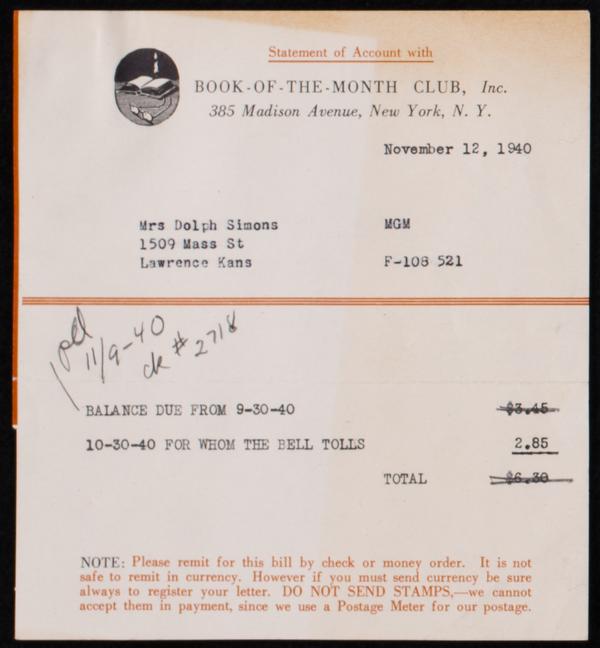 Statement of Account with
BOOK-OF-THE-MONTH CLUB, Inc.
385 Madison Avenue, New York, N. Y.
November 12, 1940
Mrs Dolph Simons MGM
1509 Mass St
Lawrence Kans F-108 521
pd
11/9-40
ck # 2718
BALANCE DUE FROM 9-30-40 $3.45
10-30-40 FOR WHOM THE BELL TOLLS 2.85
TOTAL $6.30
NOTE: Please remit for this bill by check or money order. It is not
safe to remit in currency. However if you must send currency be sure
always to register your letter. DO NOT SEND STAMPS,—we cannot
accept them in payment, since we use a Postage Meter for our postage.